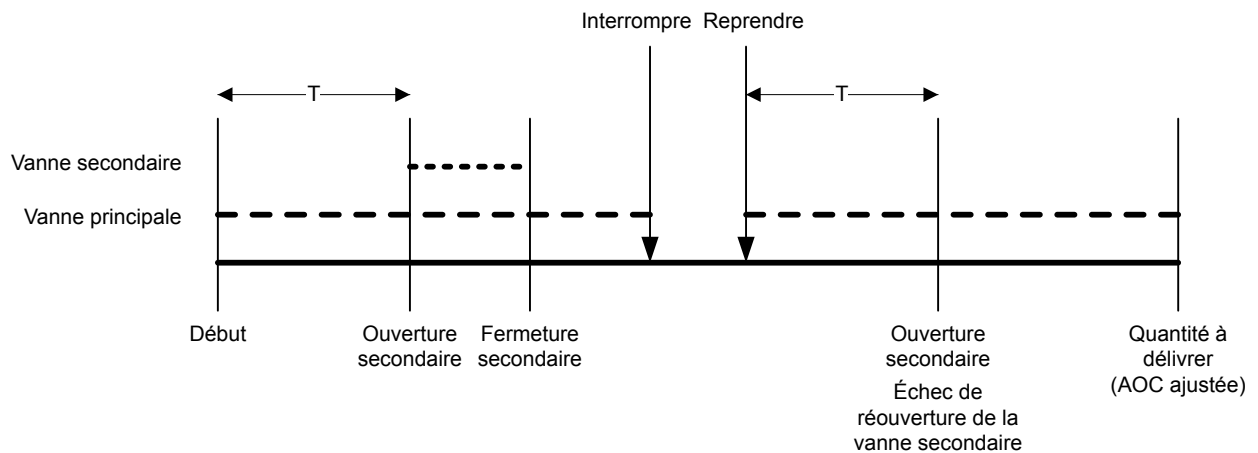 Interrompre
Reprendre
T
T
Vanne secondaire
Vanne principale
Début
Ouverture
secondaire
Fermeture
secondaire
Ouverture
secondaire
Échec de
réouverture de la
vanne secondaire
Quantité à
délivrer
(AOC ajustée)